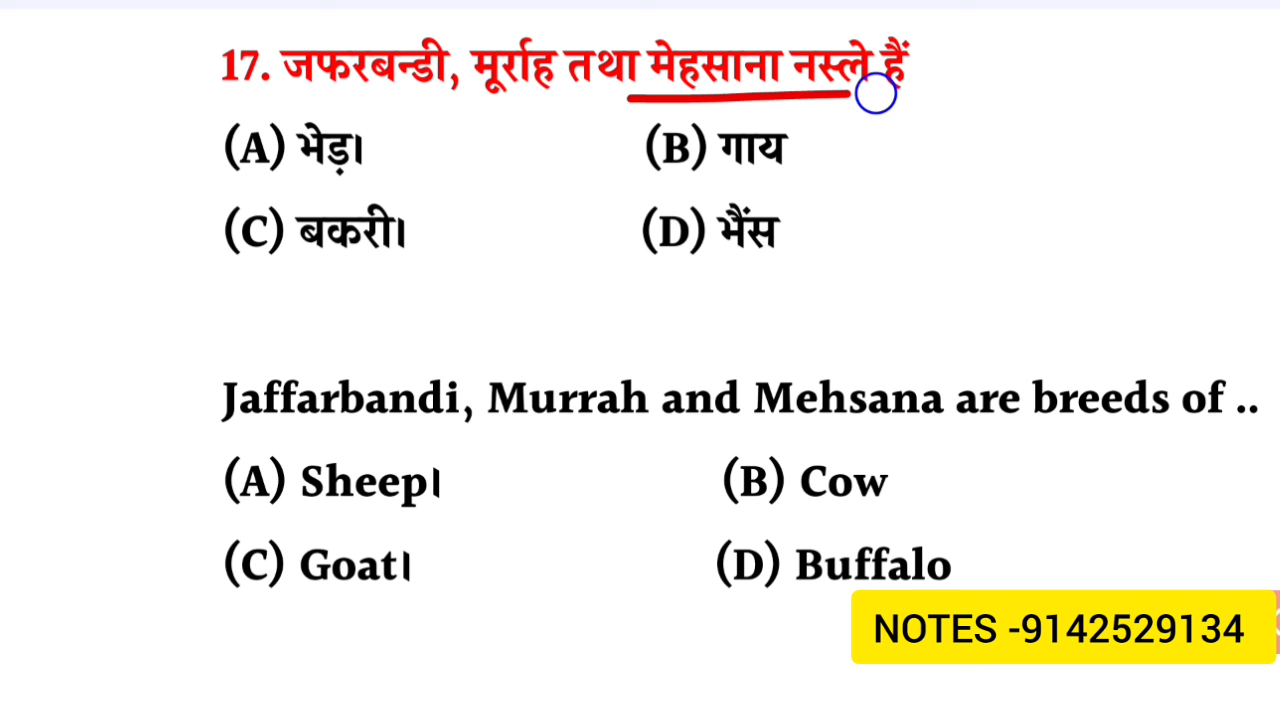 17. जफरबन्डी, मूर्राह तथा मेहसाना नस्ले हैं
(A) भेड़। (B) गाय
(C) बकरी। (D) भैंस
Jaffarbandi, Murrah and Mehsana are breeds of ..
(A) Sheep। (B) Cow
(C) Goat। (D) Buffalo
NOTES -9142529134